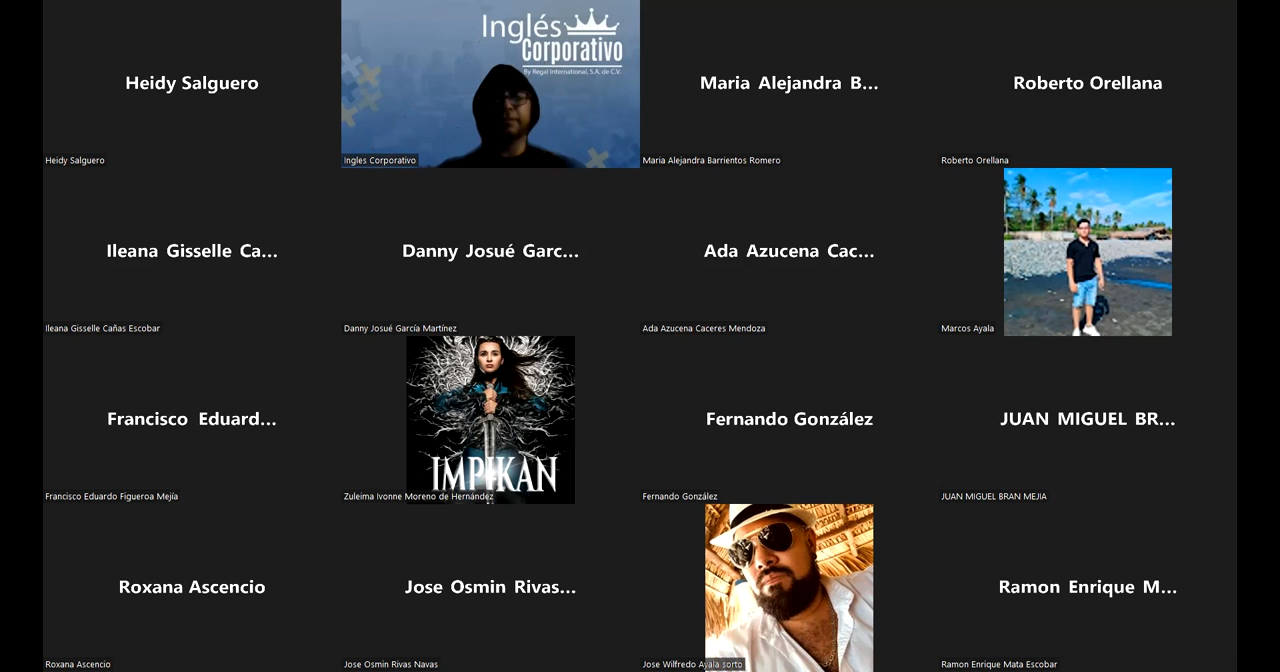 Heidy Salguero
Heidy Salguero
Inglés
Corporativo
By Regal International, S.A. de C.V.
Ingles Corporativo
Maria Alejandra B...
Maria Alejandra Barrientos Romero
Roberto Orellana
Roberto Orellana
Ileana Gisselle Ca...
Ileana Gisselle Cañas Escobar
Danny Josué Garc...
Danny Josué García Martínez
Ada Azucena Cac...
Ada Azucena Caceres Mendoza
Marcos Ayala
Francisco Eduard...
Francisco Eduardo Figueroa Mejía
IMPIKAN
Zuleima Ivonne Moreno de Hernández
Fernando González
Fernando González
JUAN MIGUEL BR...
JUAN MIGUEL BRAN MEJIA
Roxana Ascencio
Roxana Ascencio
Jose Osmin Rivas...
Jose Osmin Rivas Navas
Jose Wilfredo Ayala sorto
Ramon Enrique M...
Ramon Enrique Mata Escobar